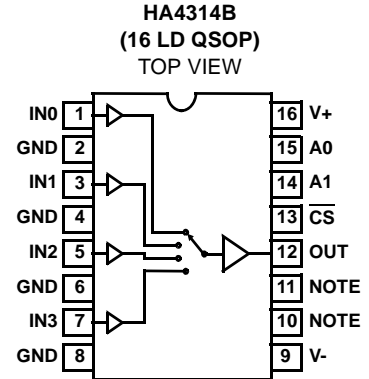 HA4314B
(16 LD QSOP)
TOP VIEW
IN0 1 16 V+
GND 2 15 A0
IN1 3 14 A1
GND 4 13 CS
IN2 5 12 OUT
GND 6 11 NOTE
IN3 7 10 NOTE
GND 8 9 V-